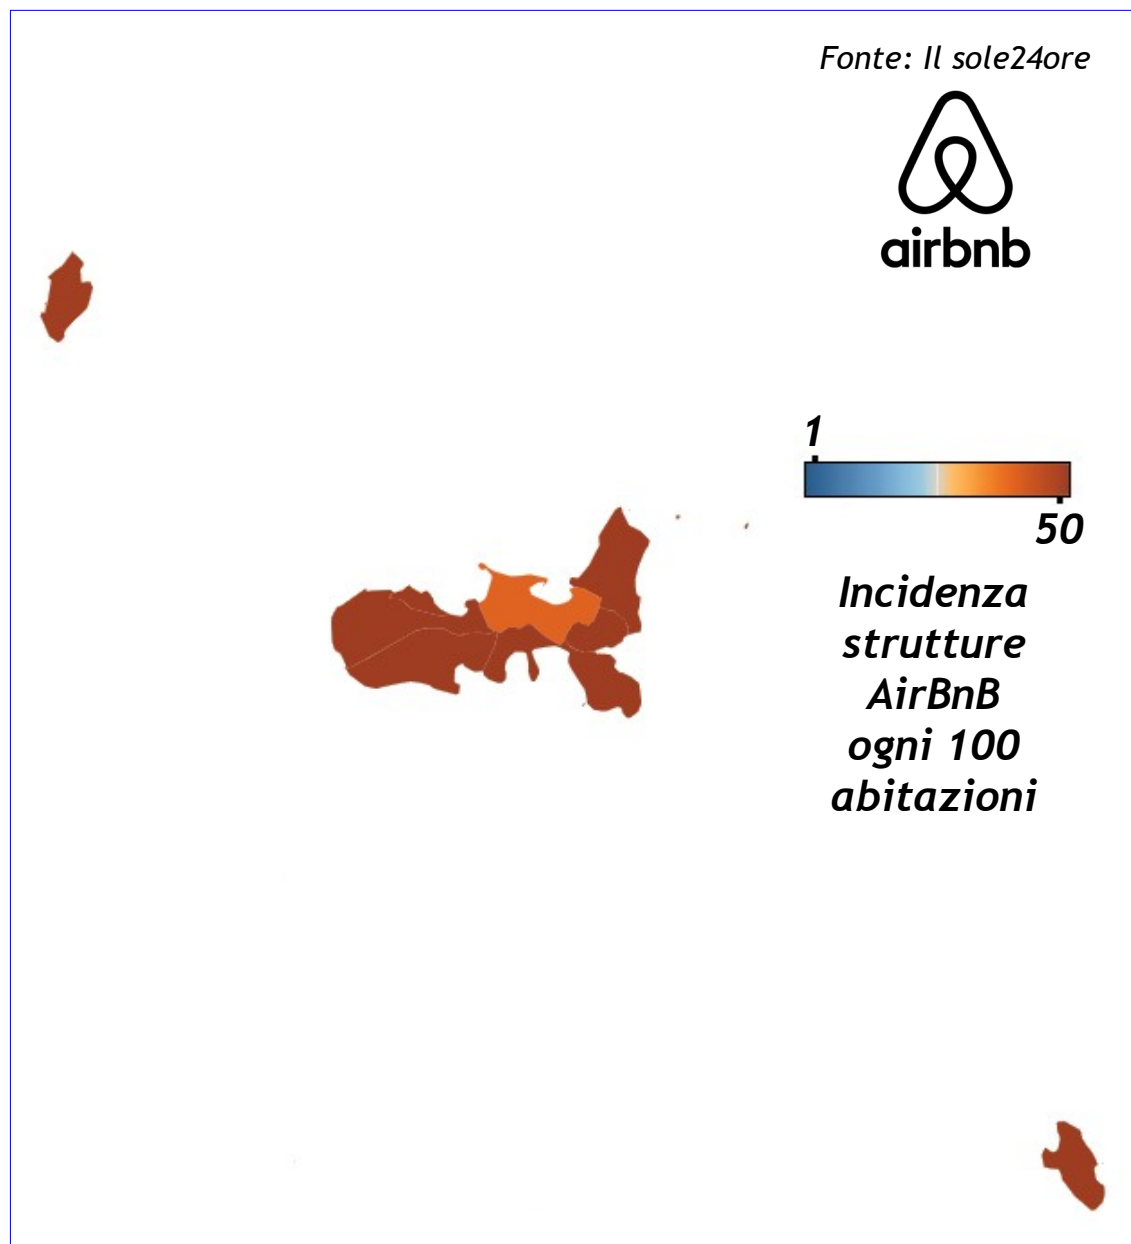 Fonte: Il sole24ore
airbnb
1
50
Incidenza
strutture
AirBnB
ogni 100
abitazioni